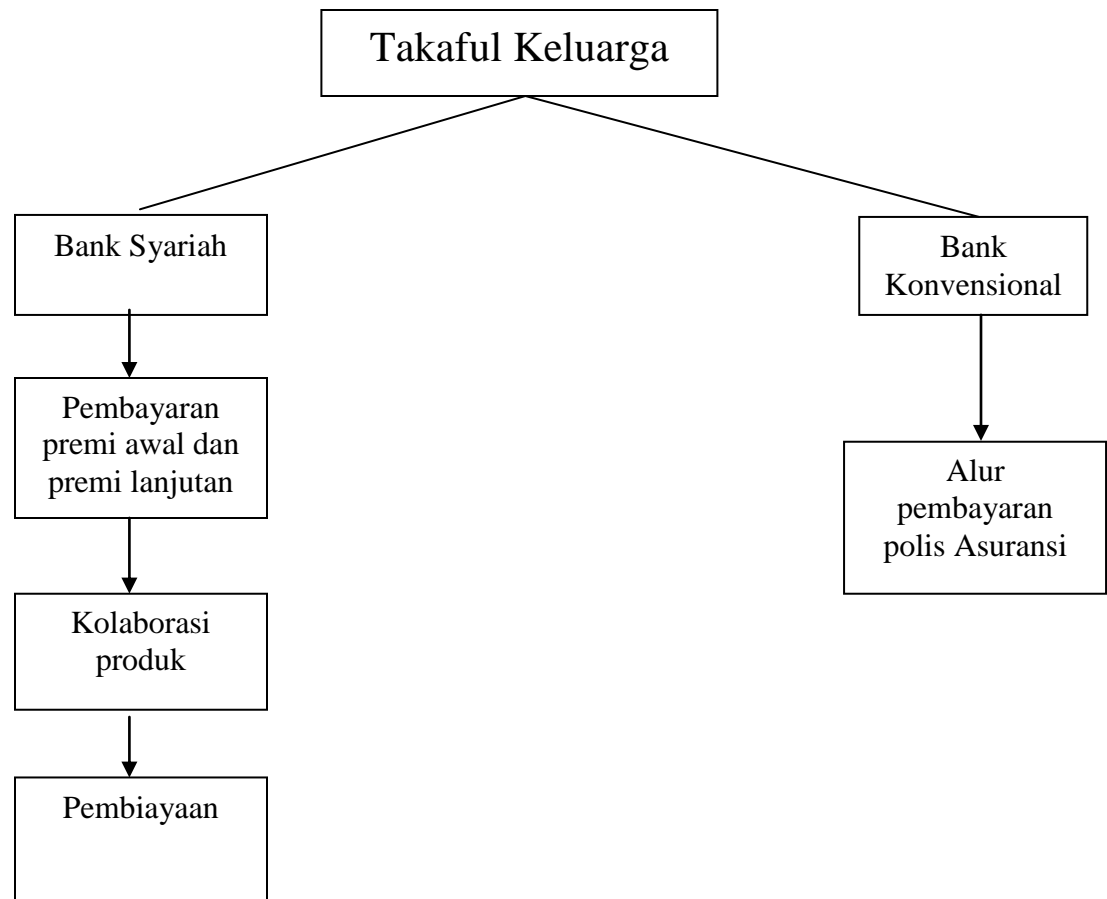 Takaful Keluarga
Bank Syariah
Bank
Konvensional
Pembayaran
premi awal dan
premi lanjutan
Alur
pembayaran
polis Asuransi
Kolaborasi
produk
Pembiayaan